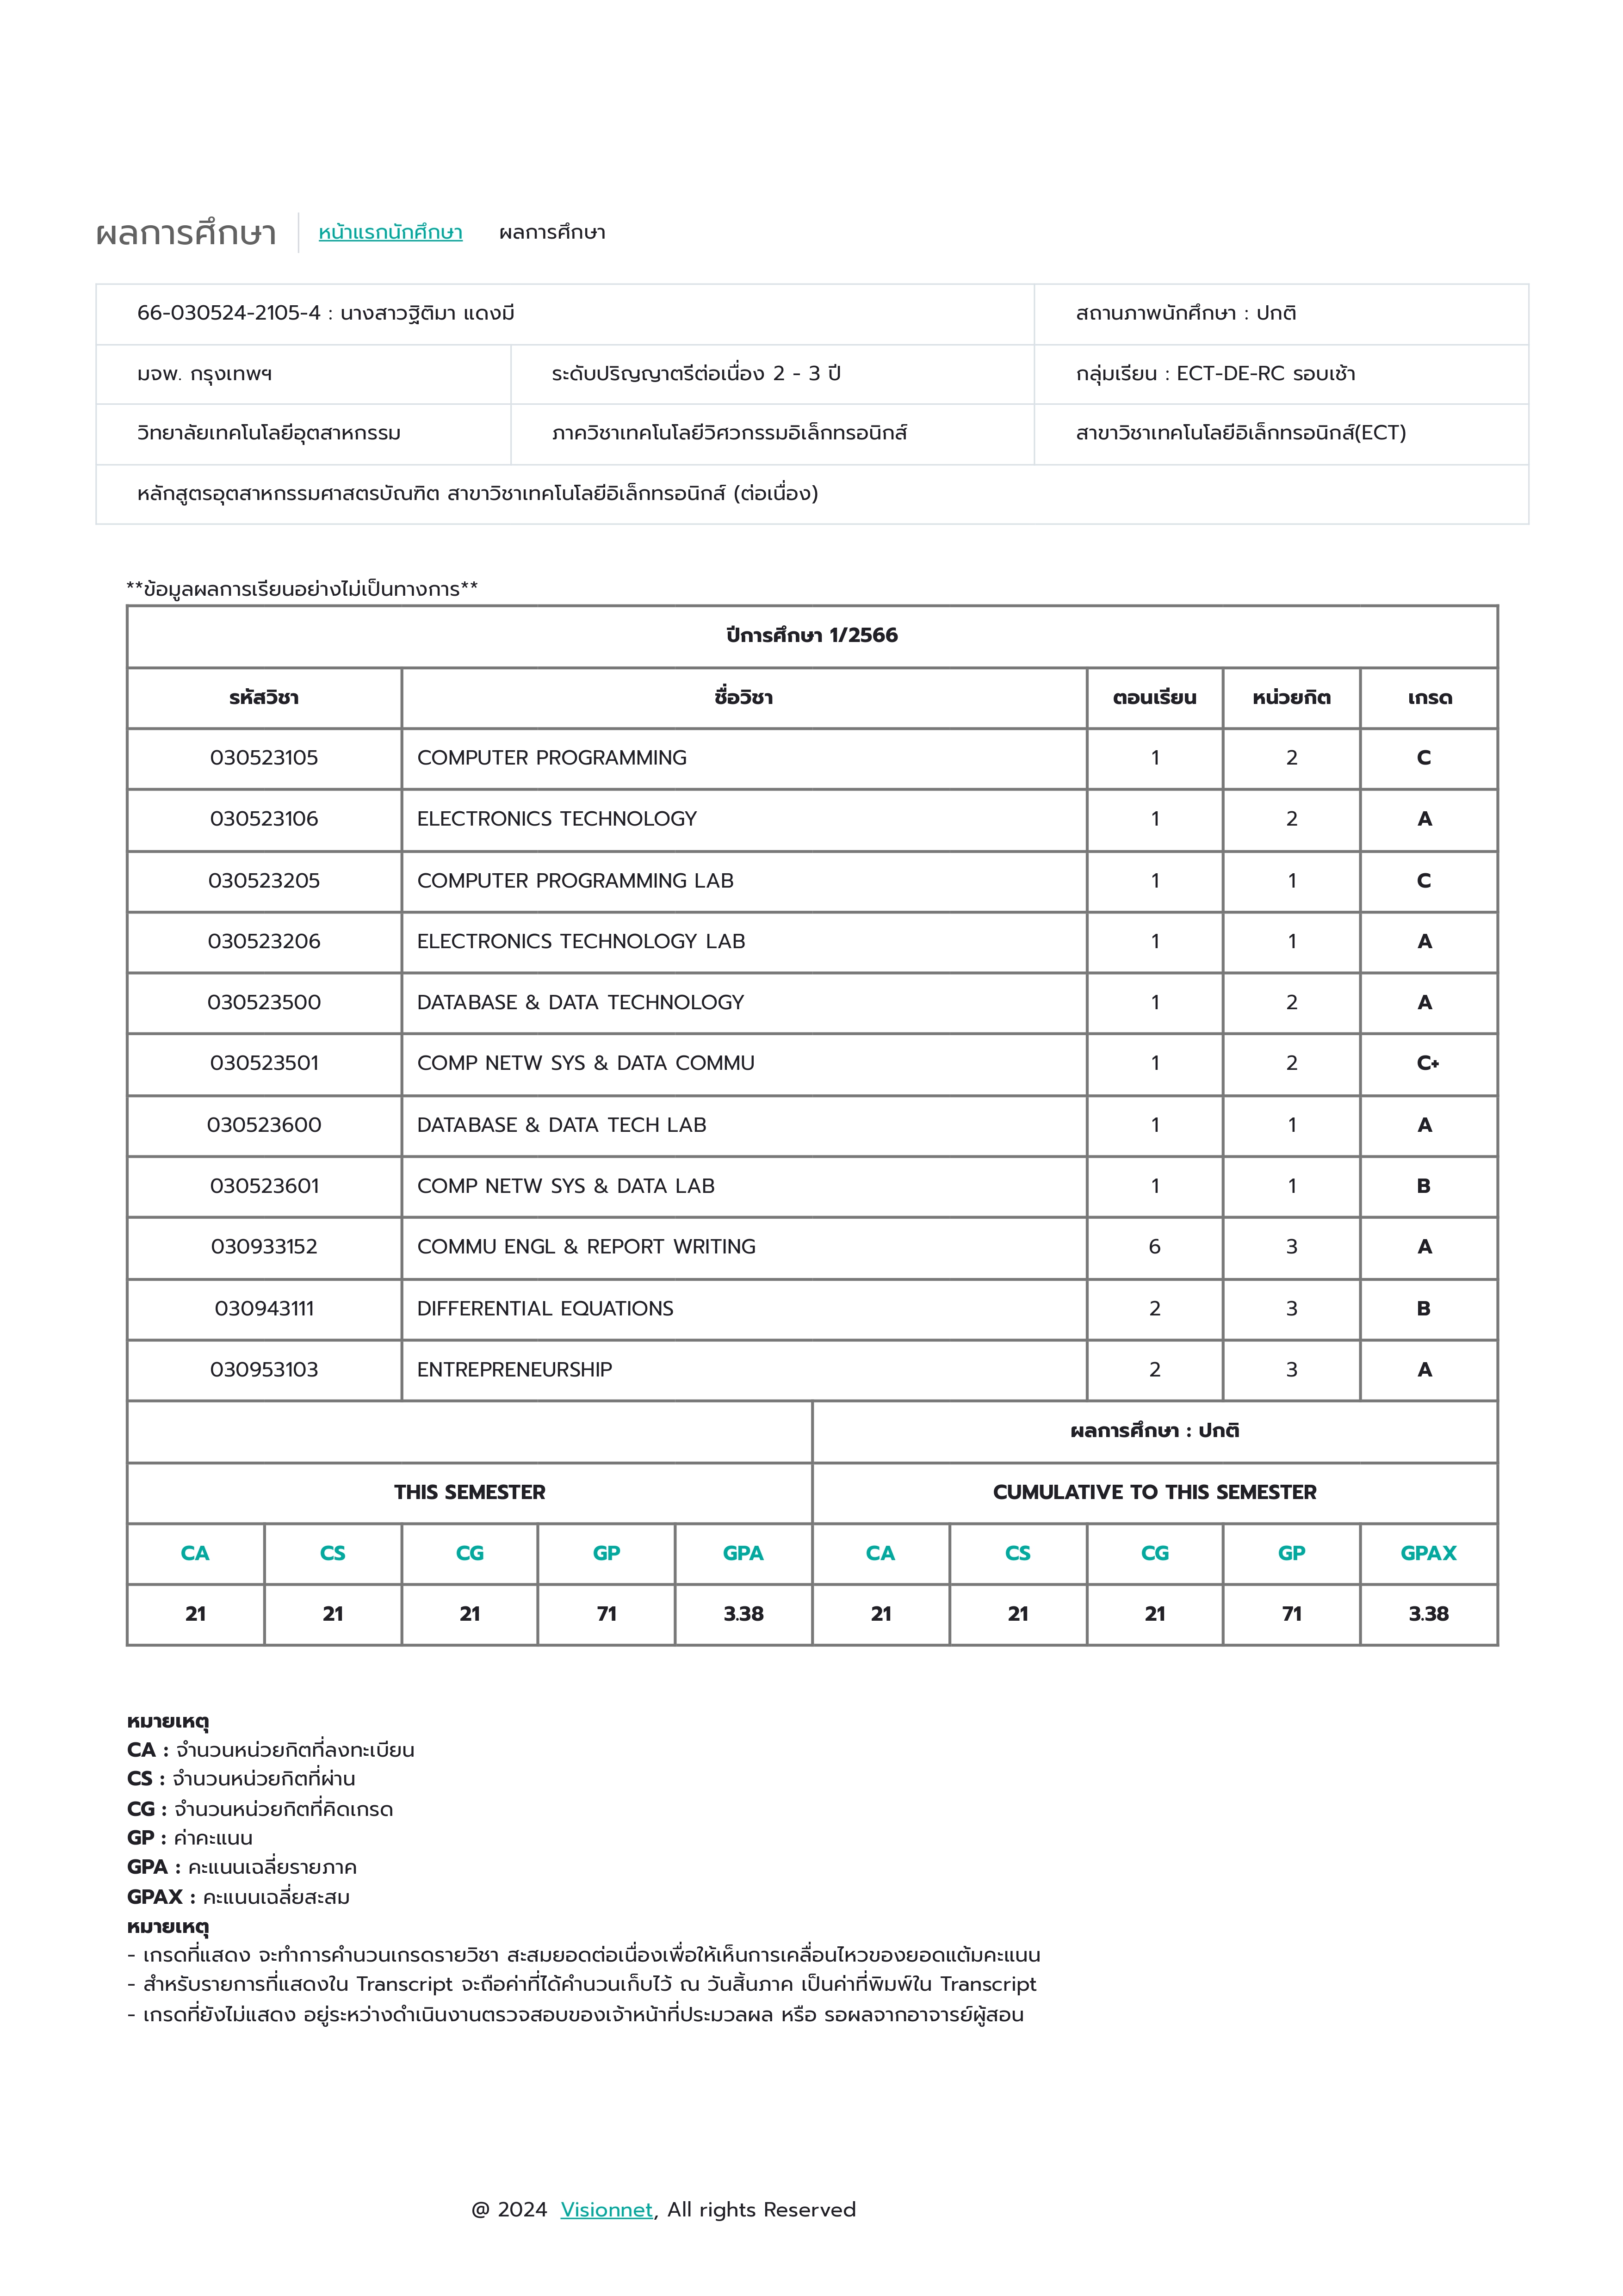 ผลการศึกษา หน้าแรกนักศึกษา ผลการศึกษา
66-030524-2105-4 : นางสาวฐิติมา แดงมี สถานภาพนักศึกษา : ปกติ
มจพ. กรุงเทพฯ ระดับปริญญาตรีต่อเนื่อง 2 - 3 ปี กลุ่มเรียน : ECT-DE-RC รอบเช้า
วิทยาลัยเทคโนโลยีอุตสาหกรรม ภาควิชาเทคโนโลยีวิศวกรรมอิเล็กทรอนิกส์ สาขาวิชาเทคโนโลยีอิเล็กทรอนิกส์(ECT)
หลักสูตรอุตสาหกรรมศาสตรบัณฑิต สาขาวิชาเทคโนโลยีอิเล็กทรอนิกส์ (ต่อเนื่อง)
**ข้อมูลผลการเรียนอย่างไม่เป็นทางการ**
ปีการศึกษา 1/2566
รหัสวิชา ชื่อวิชา ตอนเรียน หน่วยกิต เกรด
030523105 COMPUTER PROGRAMMING 1 2 C
030523106 ELECTRONICS TECHNOLOGY 1 2 A
030523205 COMPUTER PROGRAMMING LAB 1 1 C
030523206 ELECTRONICS TECHNOLOGY LAB 1 1 A
030523500 DATABASE & DATA TECHNOLOGY 1 2 A
030523501 COMP NETW SYS & DATA COMMU 1 2 C+
030523600 DATABASE & DATA TECH LAB 1 1 A
030523601 COMP NETW SYS & DATA LAB 1 1 B
030933152 COMMU ENGL & REPORT WRITING 6 3 A
030943111 DIFFERENTIAL EQUATIONS 2 3 B
030953103 ENTREPRENEURSHIP 2 3 A
ผลการศึกษา : ปกติ
THIS SEMESTER CUMULATIVE TO THIS SEMESTER
CA CS CG GP GPA CA CS CG GP GPAX
21 21 21 71 3.38 21 21 21 71 3.38
หมายเหตุ
CA : จำนวนหน่วยกิตที่ลงทะเบียน
CS : จำนวนหน่วยกิตที่ผ่าน
CG : จำนวนหน่วยกิตที่คิดเกรด
GP : ค่าคะแนน
GPA : คะแนนเฉลี่ยรายภาค
GPAX : คะแนนเฉลี่ยสะสม
หมายเหตุ
- เกรดที่แสดง จะทำการคำนวนเกรดรายวิชา สะสมยอดต่อเนื่องเพื่อให้เห็นการเคลื่อนไหวของยอดแต้มคะแนน
- สำหรับรายการที่แสดงใน Transcript จะถือค่าที่ได้คำนวนเก็บไว้ ณ วันสิ้นภาค เป็นค่าที่พิมพ์ใน Transcript
- เกรดที่ยังไม่แสดง อยู่ระหว่างดำเนินงานตรวจสอบของเจ้าหน้าที่ประมวลผล หรือ รอผลจากอาจารย์ผู้สอน
@ 2024 Visionnet, All rights Reserved